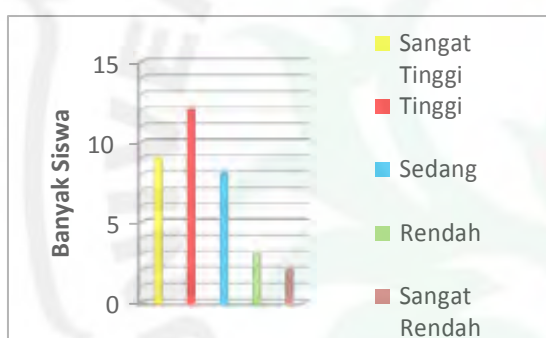 Banyak Siswa
15
10
5
0
Sangat
Tinggi
Tinggi
Sedang
Rendah
Sangat
Rendah